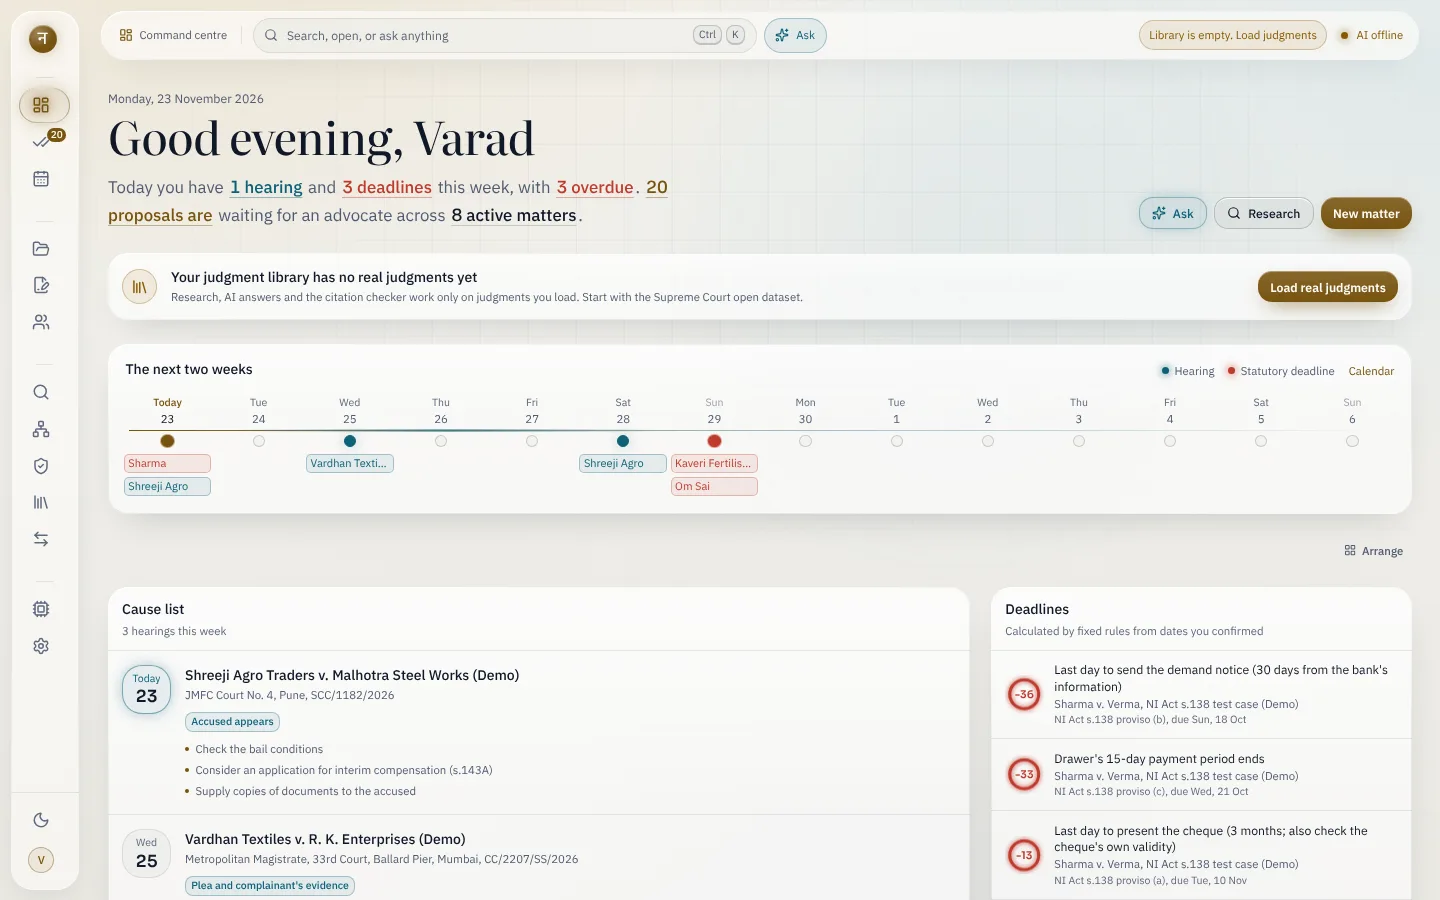 न
Command centre
Search, open, or ask anything
Ctrl K
Ask
Library is empty. Load judgments
AI offline
20
Monday, 23 November 2026
Good evening, Varad
Today you have 1 hearing and 3 deadlines this week, with 3 overdue. 20
proposals are waiting for an advocate across 8 active matters.
Ask
Research
New matter
Your judgment library has no real judgments yet
Research, AI answers and the citation checker work only on judgments you load. Start with the Supreme Court open dataset.
Load real judgments
The next two weeks
Hearing
Statutory deadline
Calendar
Today Tue Wed Thu Fri Sat Sun Mon Tue Wed Thu Fri Sat Sun
23 24 25 26 27 28 29 30 1 2 3 4 5 6
Sharma Vardhan Texti... Shreeji Agro Kaveri Fertilis...
Shreeji Agro Om Sai
Arrange
Cause list
3 hearings this week
Today
23
Shreeji Agro Traders v. Malhotra Steel Works (Demo)
JMFC Court No. 4, Pune, SCC/1182/2026
Accused appears
• Check the bail conditions
• Consider an application for interim compensation (s.143A)
• Supply copies of documents to the accused
Wed
25
Vardhan Textiles v. R. K. Enterprises (Demo)
Metropolitan Magistrate, 33rd Court, Ballard Pier, Mumbai, CC/2207/SS/2026
Plea and complainant's evidence
Deadlines
Calculated by fixed rules from dates you confirmed
-36
Last day to send the demand notice (30 days from the bank's
information)
Sharma v. Verma, NI Act s.138 test case (Demo)
NI Act s.138 proviso (b), due Sun, 18 Oct
-33
Drawer's 15-day payment period ends
Sharma v. Verma, NI Act s.138 test case (Demo)
NI Act s.138 proviso (c), due Wed, 21 Oct
-13
Last day to present the cheque (3 months; also check the
cheque's own validity)
Sharma v. Verma, NI Act s.138 test case (Demo)
NI Act s.138 proviso (a), due Tue, 10 Nov
V